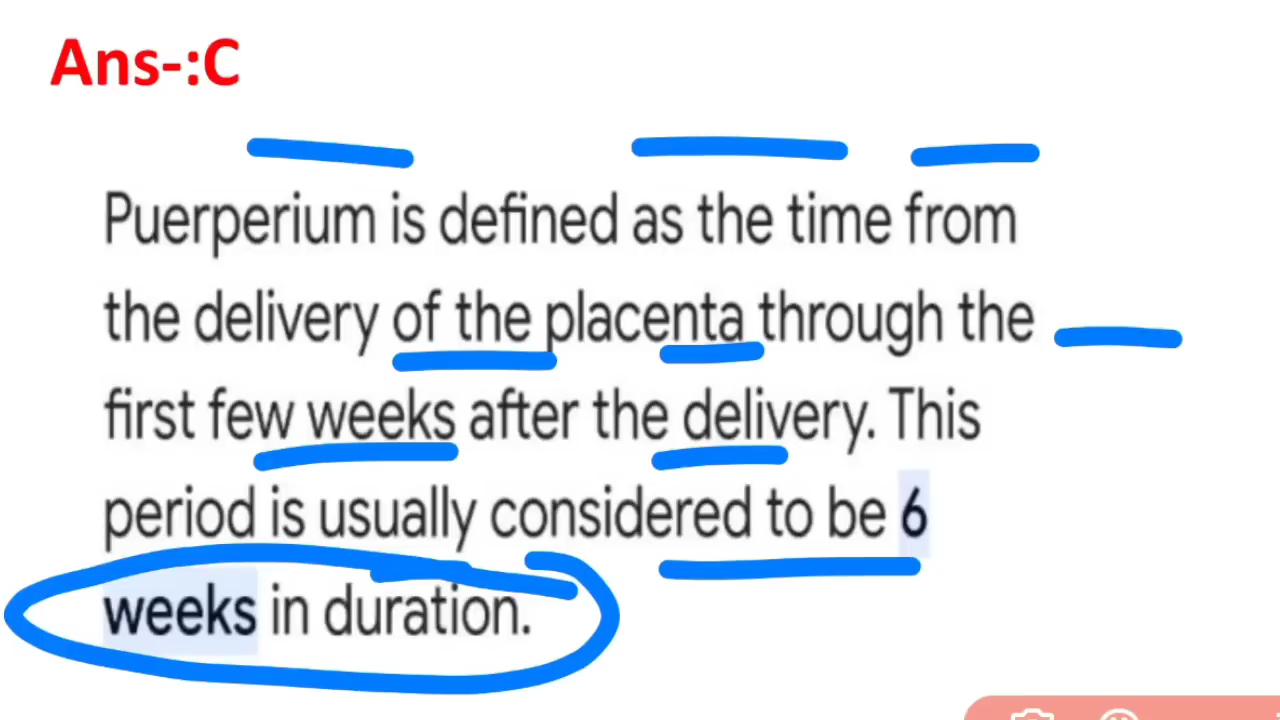 Ans-:C
Puerperium is defined as the time from
the delivery of the placenta through the
first few weeks after the delivery. This
period is usually considered to be 6
weeks in duration.